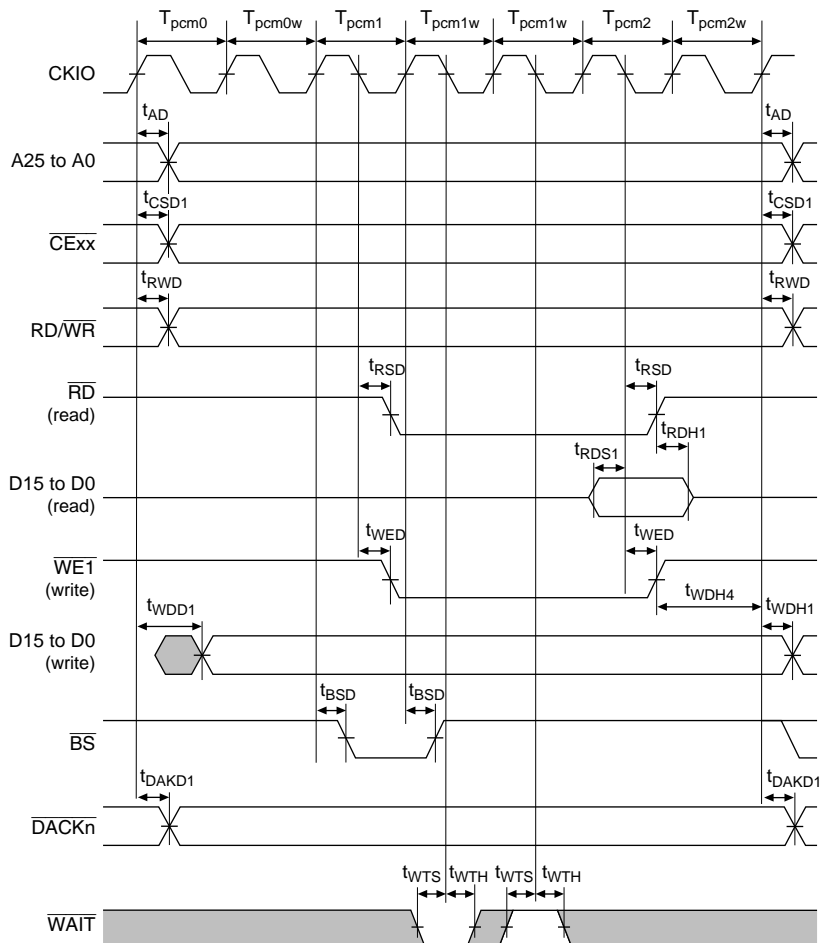 Tpcm0 Tpcm0w Tpcm1 Tpcm1w Tpcm1w Tpcm2 Tpcm2w
CKIO
tAD tAD
A25 to A0
tCSD1 tCSD1
CExx
tRWD tRWD
RD/WR
tRSD tRSD
RD
(read)
tRDH1
tRDS1
D15 to D0
(read)
tWED tWED
WE1
(write)
tWDD1 tWDH4 tWDH1
D15 to D0
(write)
tBSD tBSD
BS
tDAKD1 tDAKD1
DACKn
tWTS tWTH tWTS tWTH
WAIT